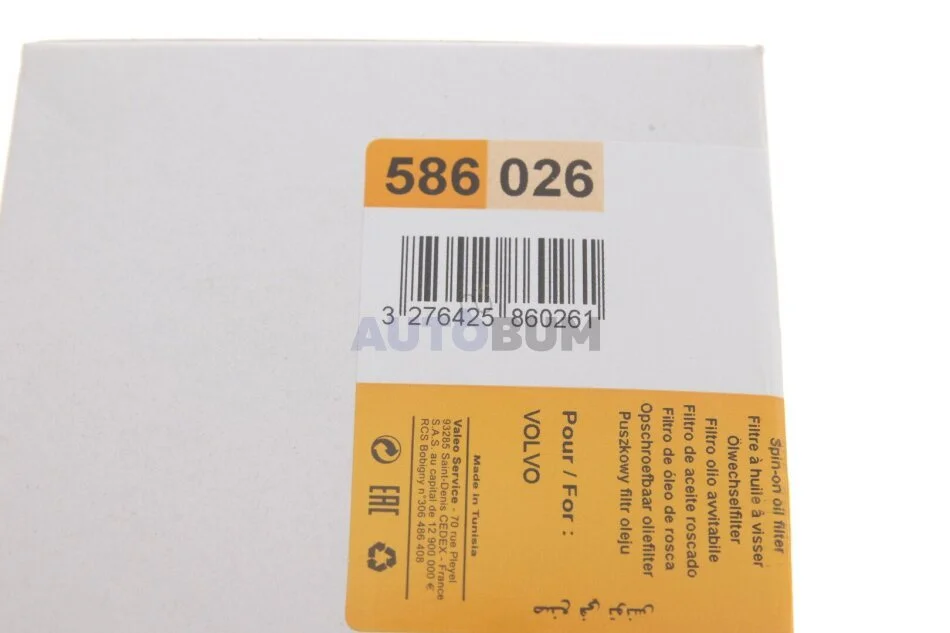 586 026
3 276425 860261
AUTOBUM
Spin-on oil filter
Filtre à huile à visser
Ölwechselfilter
Filtro olio avvitabile
Filtro de aceite roscado
Filtro de óleo de rosca
Opschroefbaar oliefilter
Puszkowy filtr oleju
Pour / For :
VOLVO
Made in Tunisia
Valeo Service - 70 rue Pleyel
93285 Saint-Denis CEDEX - France
S.A.S. au capital de 12 900 000 €
RCS Bobigny n°306 486 408
EAC